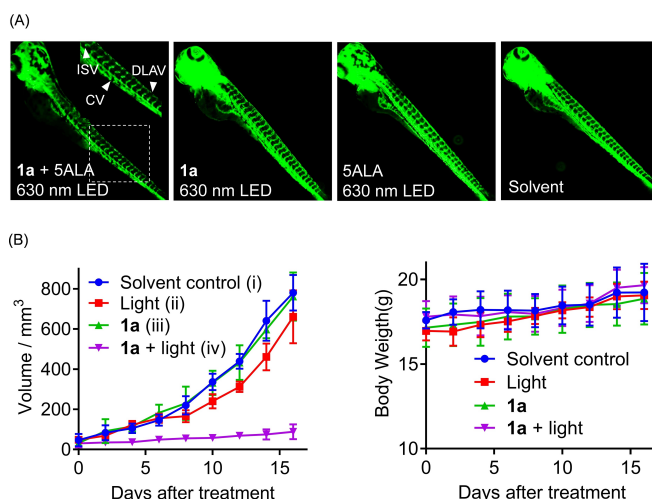 (A)
ISV
DLAV
CV
1a + 5ALA
630 nm LED
1a
630 nm LED
5ALA
630 nm LED
Solvent
(B)
Volume / mm3
800
600
400
200
0
0
5
10
15
Days after treatment
Solvent control (i)
Light (ii)
1a (iii)
1a + light (iv)
Body Weigth(g)
20
15
10
0
5
10
15
Days after treatment
Solvent control
Light
1a
1a + light